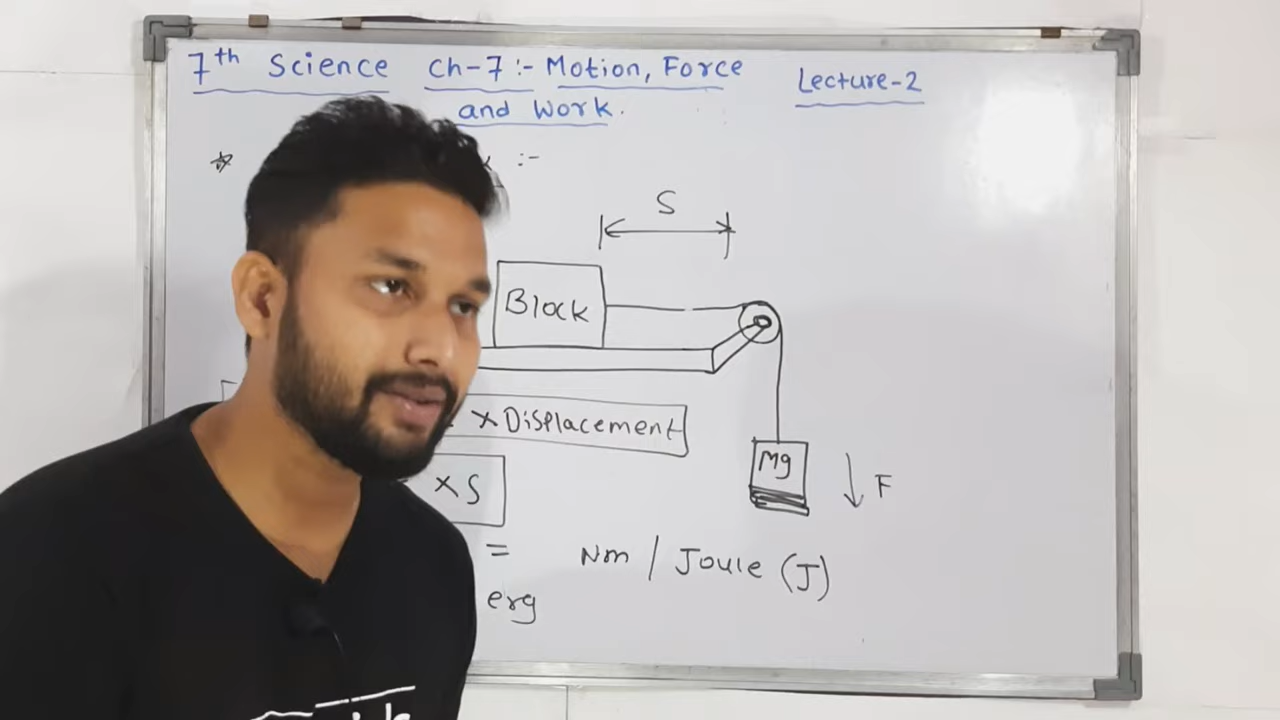 7th Science Ch-7:- Motion, Force Lecture-2
and Work.
:-
S
Block
× Displacement
Mg
F
× S
= Nm / Joule (J)
erg